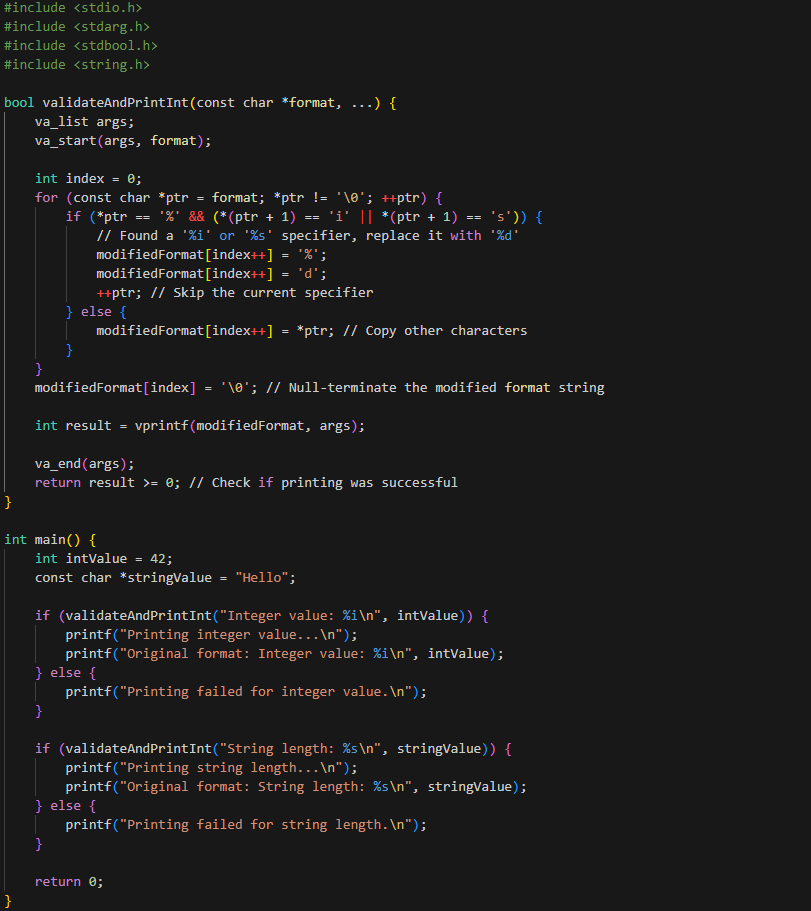 #include <stdio.h>
#include <stdarg.h>
#include <stdbool.h>
#include <string.h>

bool validateAndPrintInt(const char *format, ...) {
    va_list args;
    va_start(args, format);

    int index = 0;
    for (const char *ptr = format; *ptr != '\0'; ++ptr) {
        if (*ptr == '%' && (*(ptr + 1) == 'i' || *(ptr + 1) == 's')) {
            // Found a '%i' or '%s' specifier, replace it with '%d'
            modifiedFormat[index++] = '%';
            modifiedFormat[index++] = 'd';
            ++ptr; // Skip the current specifier
        } else {
            modifiedFormat[index++] = *ptr; // Copy other characters
        }
    }
    modifiedFormat[index] = '\0'; // Null-terminate the modified format string

    int result = vprintf(modifiedFormat, args);

    va_end(args);
    return result >= 0; // Check if printing was successful
}

int main() {
    int intValue = 42;
    const char *stringValue = "Hello";

    if (validateAndPrintInt("Integer value: %i\n", intValue)) {
        printf("Printing integer value...\n");
        printf("Original format: Integer value: %i\n", intValue);
    } else {
        printf("Printing failed for integer value.\n");
    }

    if (validateAndPrintInt("String length: %s\n", stringValue)) {
        printf("Printing string length...\n");
        printf("Original format: String length: %s\n", stringValue);
    } else {
        printf("Printing failed for string length.\n");
    }

    return 0;
}